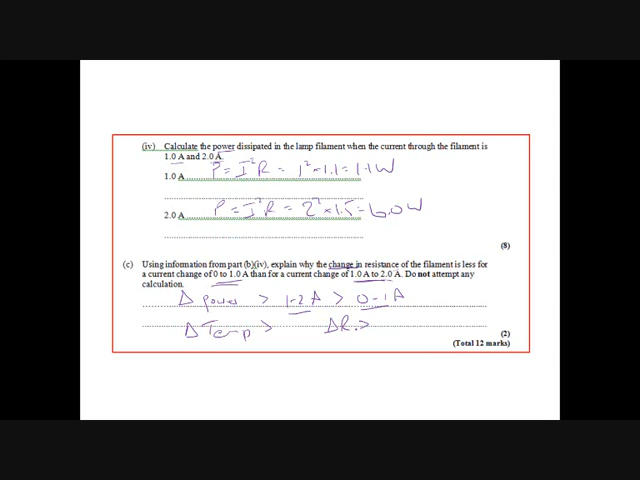 (iv) Calculate the power dissipated in the lamp filament when the current through the filament is
1.0 A and 2.0 A.
1.0 A P = I²R = 1² × 1.1 = 1.1 W
2.0 A P = I²R = 2² × 1.5 = 6.0 W
(8)
(c) Using information from part (b)(iv), explain why the change in resistance of the filament is less for
a current change of 0 to 1.0 A than for a current change of 1.0 A to 2.0 A. Do not attempt any
calculation.
Δ power > 1-2 A > 0-1 A
Δ Temp > ΔR >
(2)
(Total 12 marks)